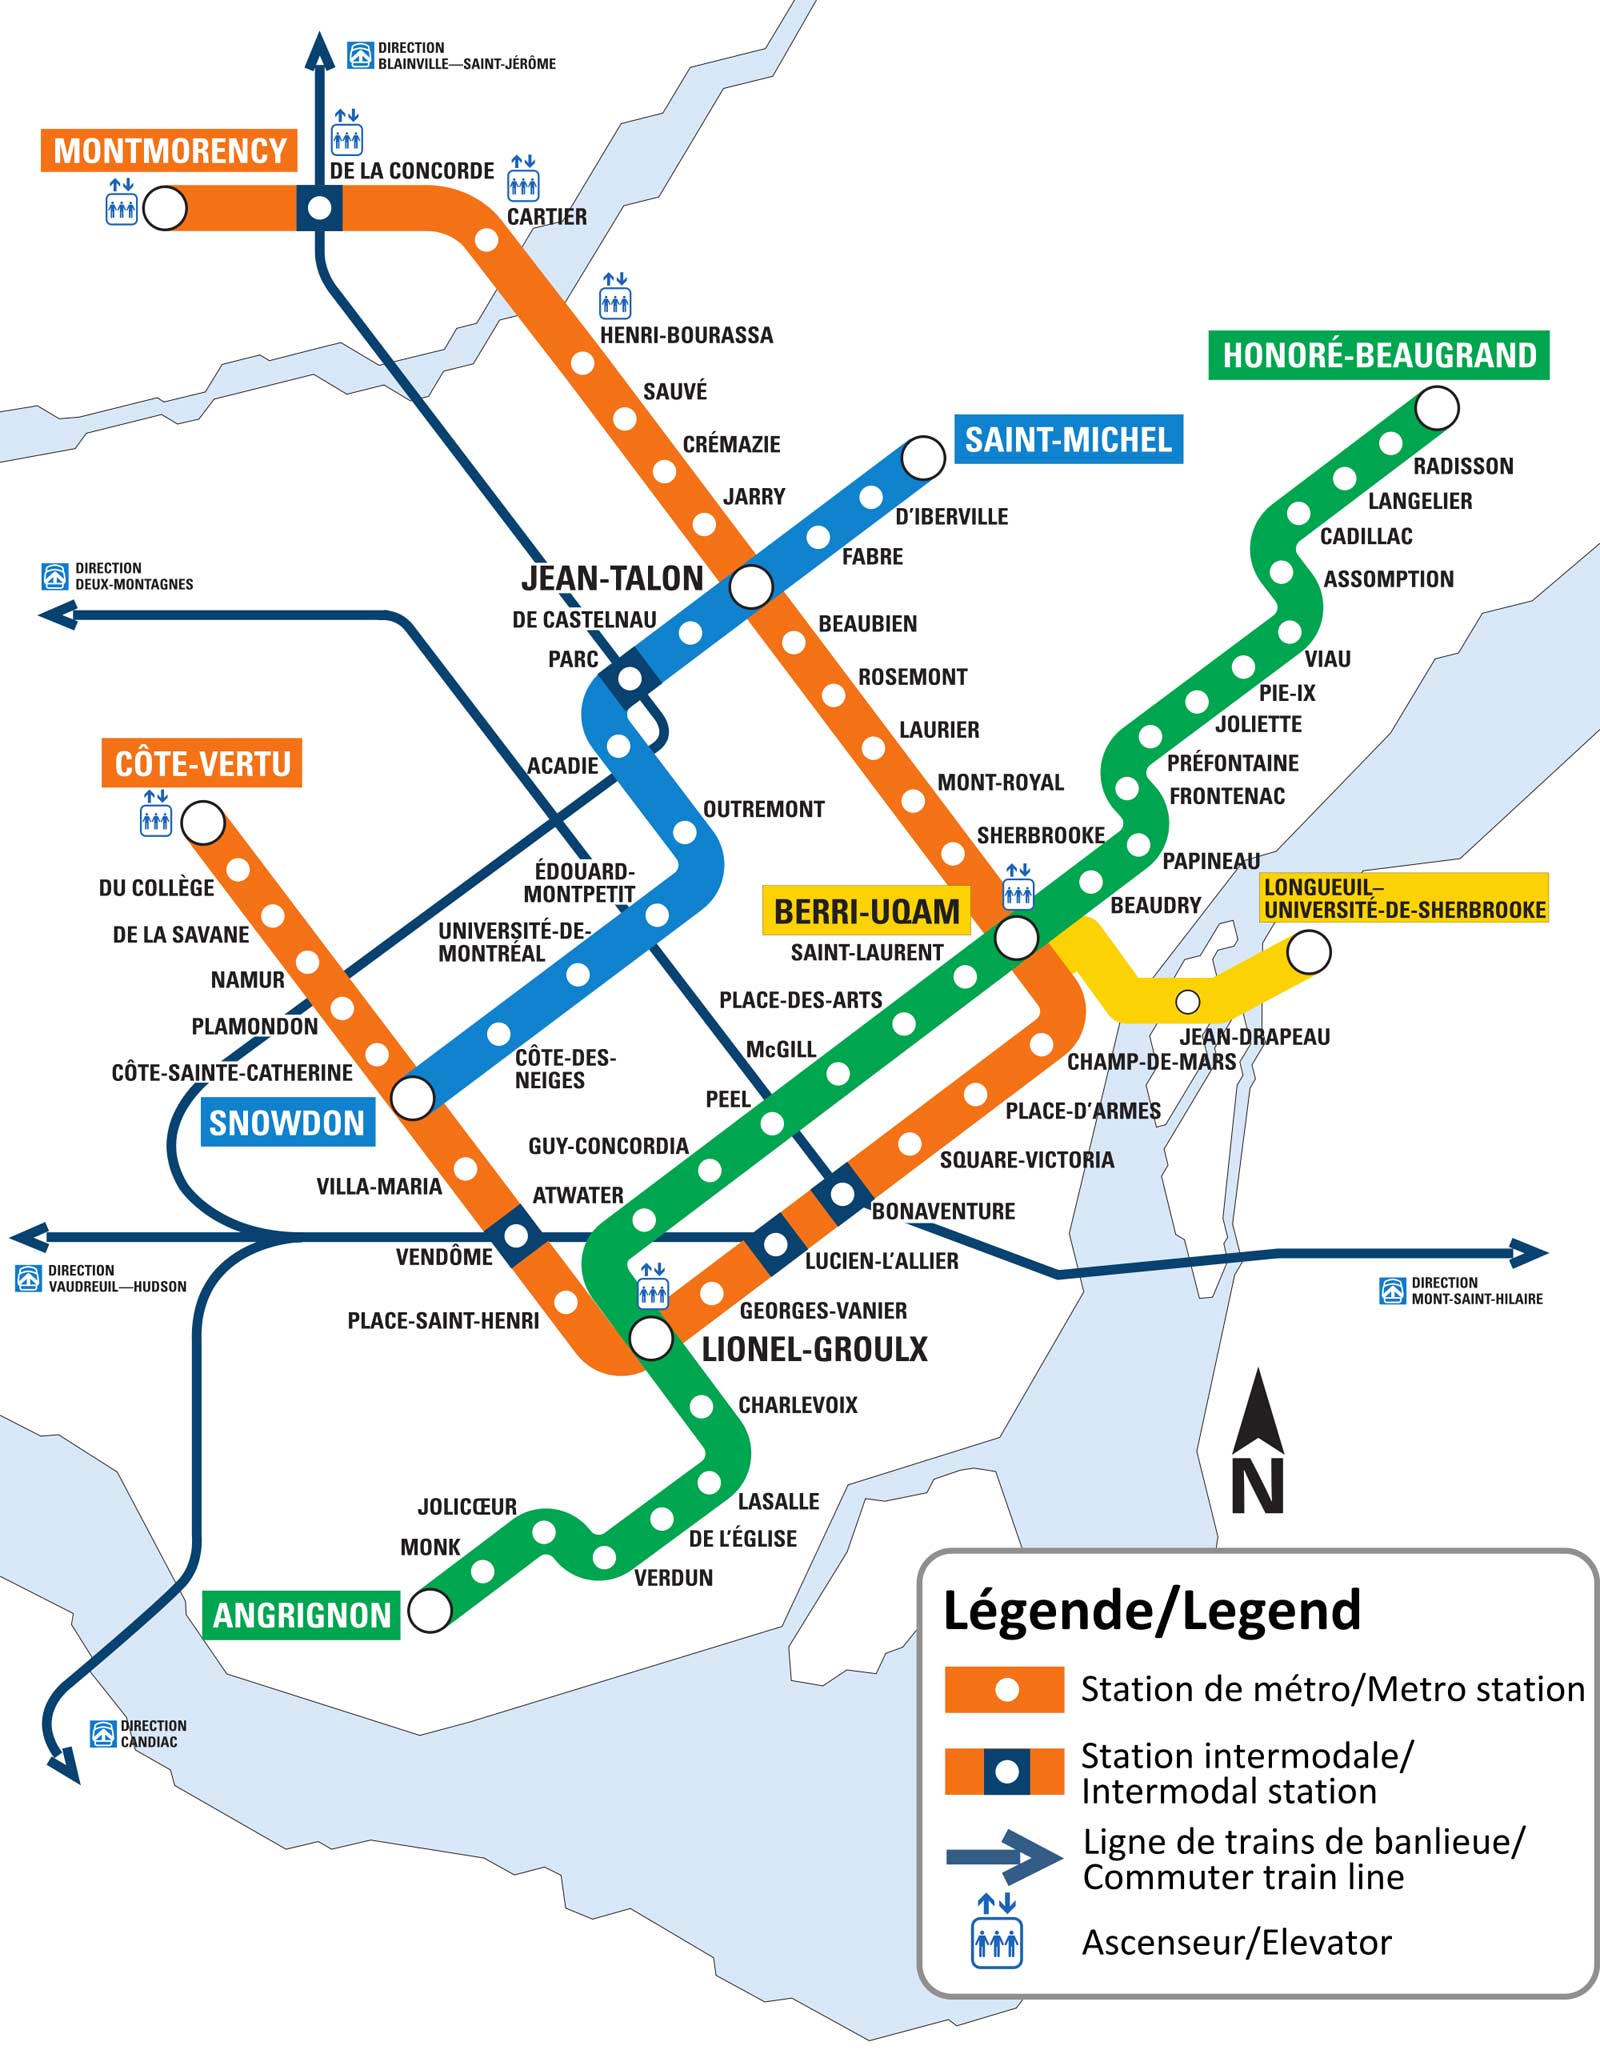 DIRECTION
BLAINVILLE—SAINT-JÉRÔME
MONTMORENCY
DE LA CONCORDE
CARTIER
HENRI-BOURASSA
SAUVÉ
CRÉMAZIE
JARRY
HONORÉ-BEAUGRAND
RADISSON
LANGELIER
CADILLAC
ASSOMPTION
VIAU
PIE-IX
JOLIETTE
PRÉFONTAINE
FRONTENAC
PAPINEAU
BEAUDRY
SAINT-MICHEL
D'IBERVILLE
FABRE
JEAN-TALON
DE CASTELNAU
PARC
ACADIE
OUTREMONT
ÉDOUARD-
MONTPETIT
UNIVERSITÉ-DE-
MONTRÉAL
CÔTE-DES-
NEIGES
SNOWDON
DIRECTION
DEUX-MONTAGNES
BEAUBIEN
ROSEMONT
LAURIER
MONT-ROYAL
SHERBROOKE
BERRI-UQAM
LONGUEUIL–
UNIVERSITÉ-DE-SHERBROOKE
JEAN-DRAPEAU
CHAMP-DE-MARS
PLACE-D'ARMES
SQUARE-VICTORIA
BONAVENTURE
LUCIEN-L'ALLIER
GEORGES-VANIER
LIONEL-GROULX
CÔTE-VERTU
DU COLLÈGE
DE LA SAVANE
NAMUR
PLAMONDON
CÔTE-SAINTE-CATHERINE
VILLA-MARIA
VENDÔME
PLACE-SAINT-HENRI
SAINT-LAURENT
PLACE-DES-ARTS
McGILL
PEEL
GUY-CONCORDIA
ATWATER
CHARLEVOIX
LASALLE
DE L'ÉGLISE
VERDUN
JOLICŒUR
MONK
ANGRIGNON
DIRECTION
VAUDREUIL—HUDSON
DIRECTION
MONT-SAINT-HILAIRE
DIRECTION
CANDIAC
N
Légende/Legend
Station de métro/Metro station
Station intermodale/
Intermodal station
Ligne de trains de banlieue/
Commuter train line
Ascenseur/Elevator